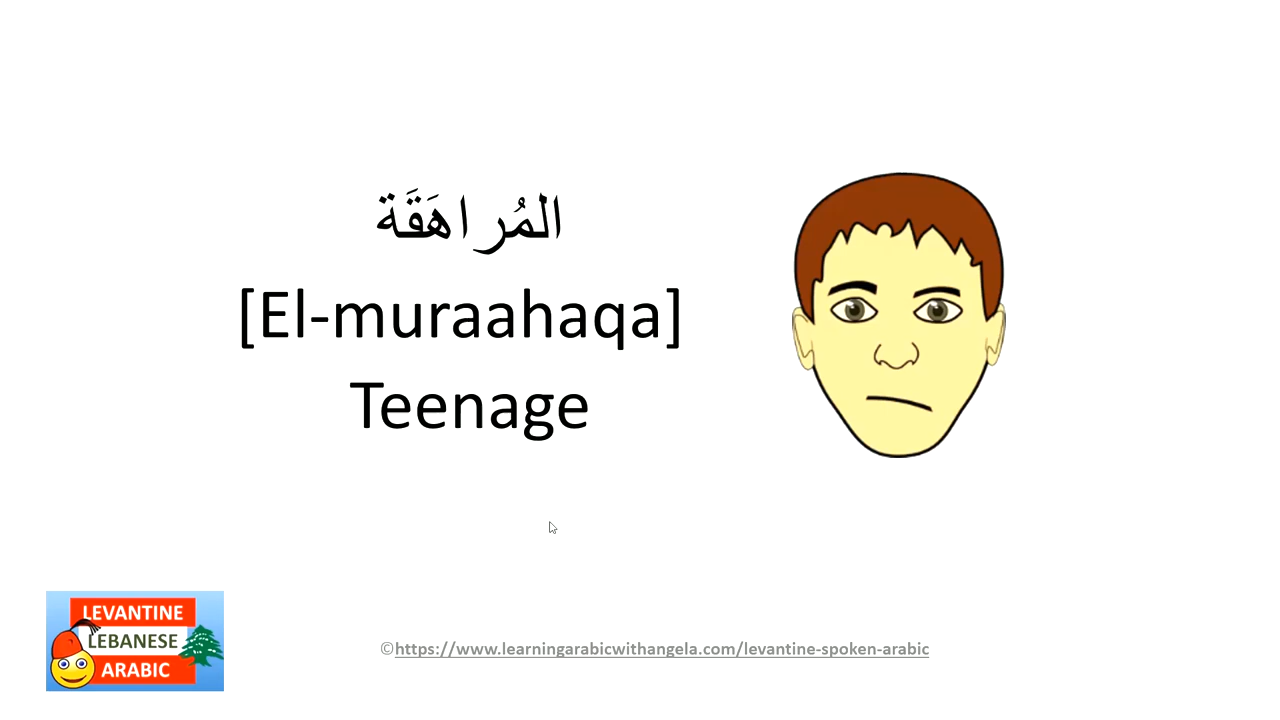 المُراهَقَة
[El-muraahaqa]
Teenage
LEVANTINE
LEBANESE
ARABIC
©https://www.learningarabicwithangela.com/levantine-spoken-arabic